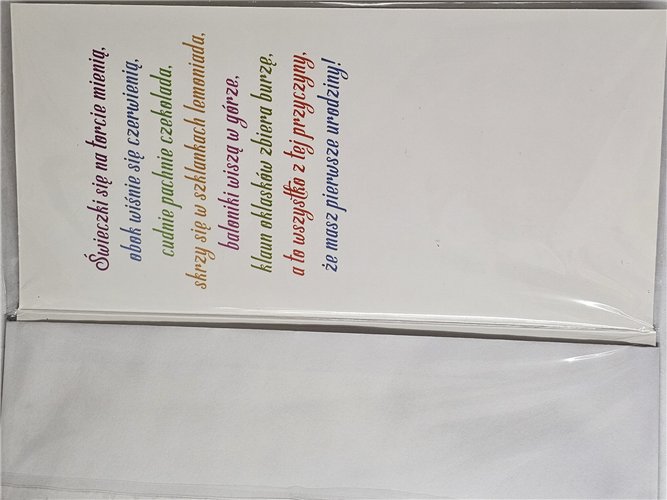 Świeczki się na torcie mienią,
obok wiśnie się czerwienią,
cudnie pachnie czekolada,
skrzy się w szklankach lemoniada,
baloniki wiszą w górze,
klaun oklasków zbiera burzę,
a to wszystko z tej przyczyny,
że masz pierwsze urodziny!